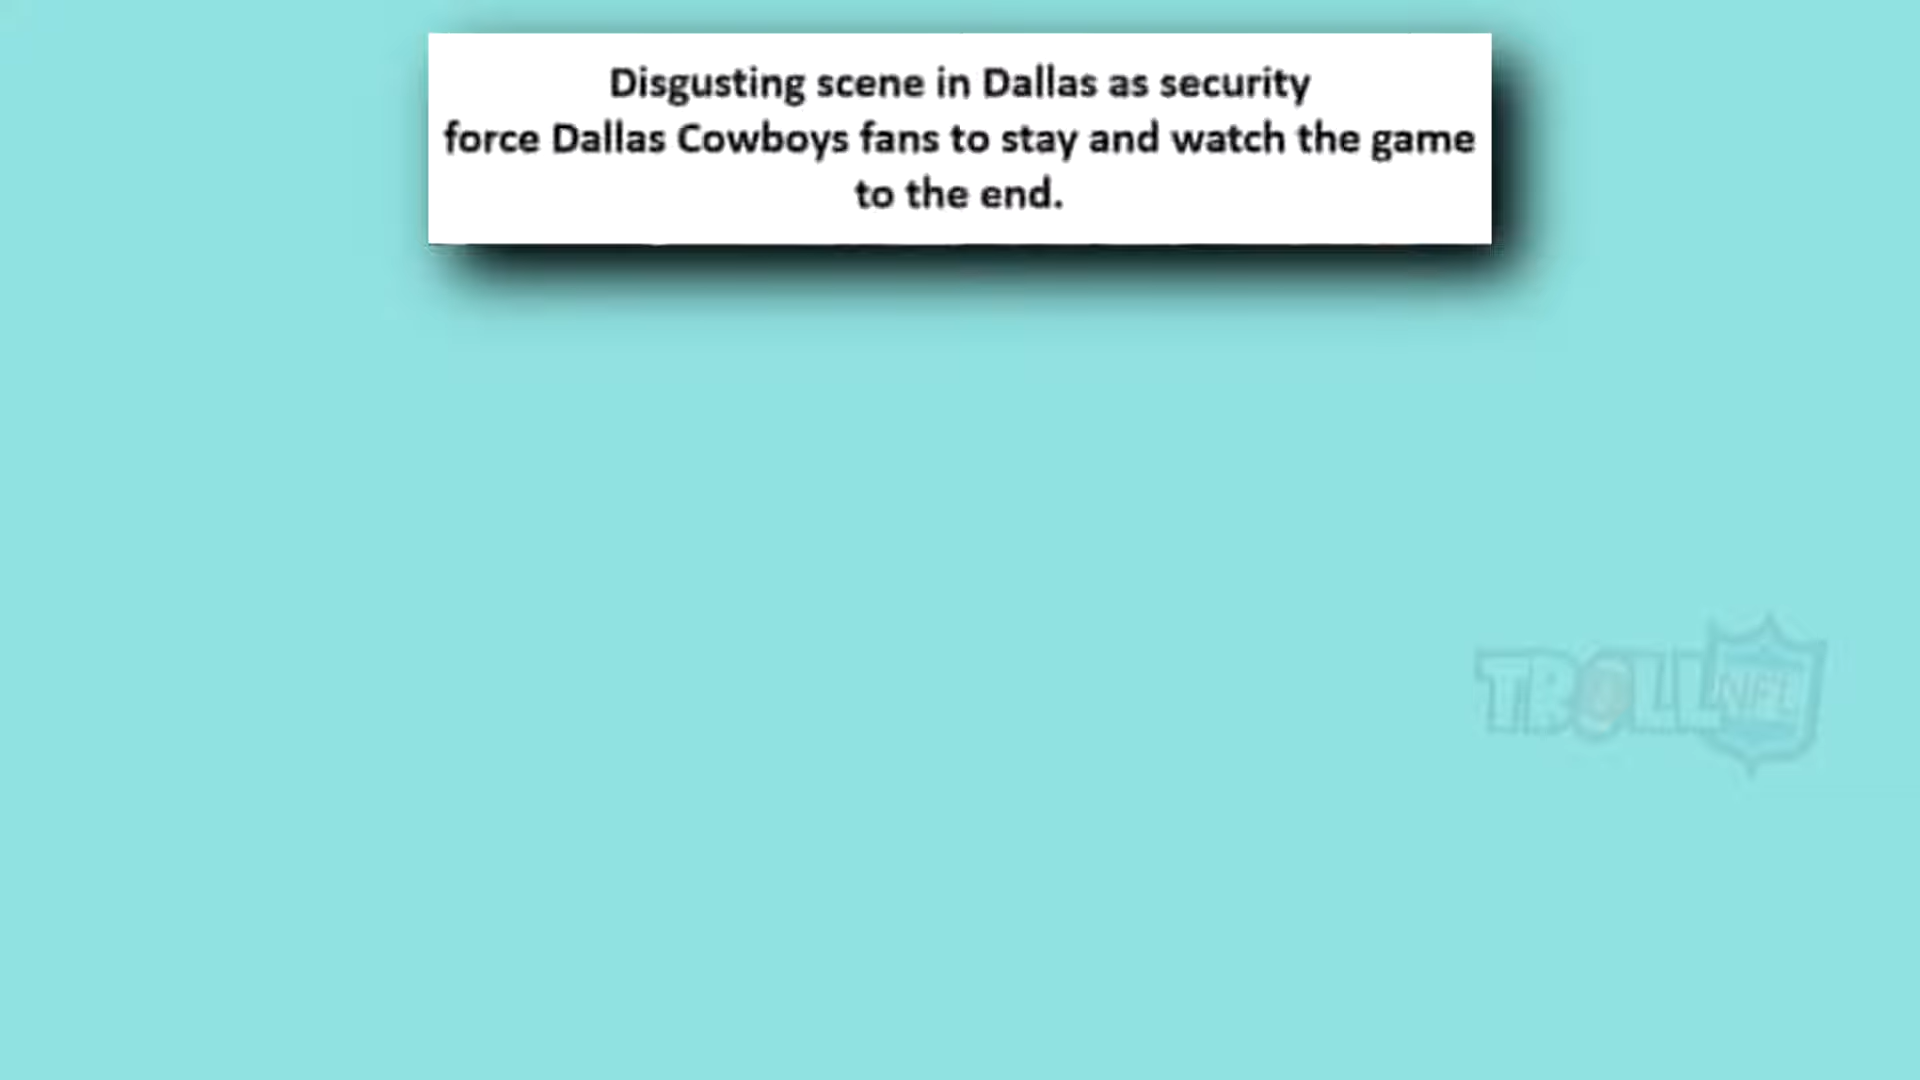 Disgusting scene in Dallas as security
force Dallas Cowboys fans to stay and watch the game
to the end.
TROLL NFL